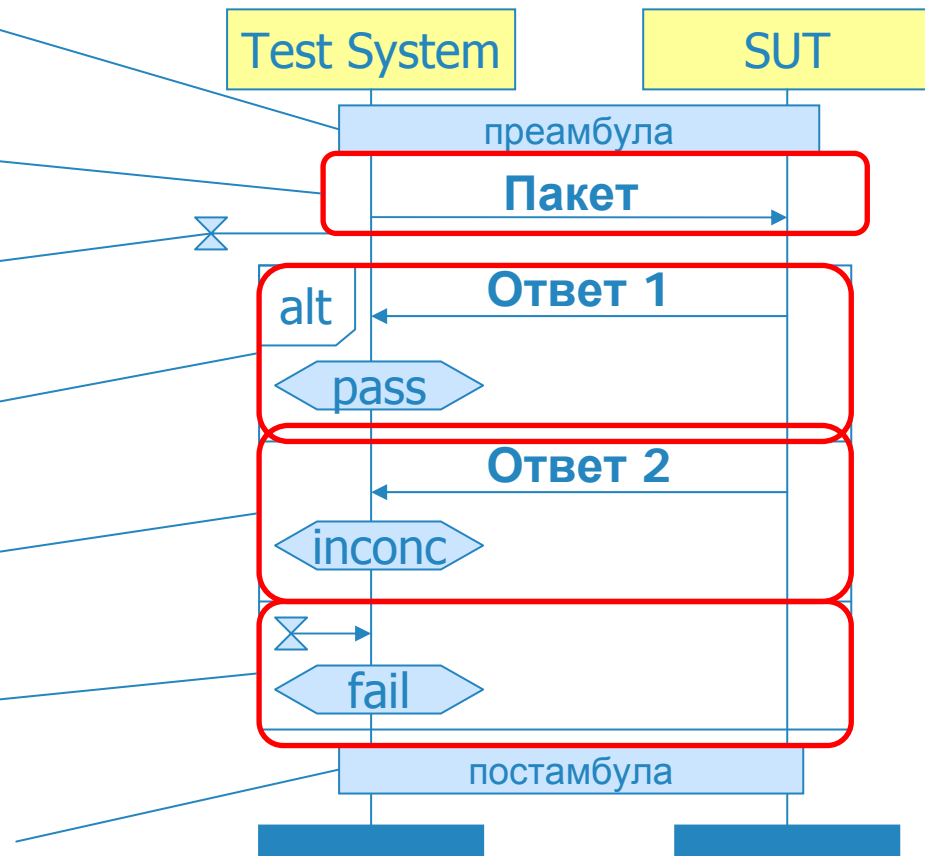 Test System
SUT
преамбула
Пакет
alt
Ответ 1
pass
Ответ 2
inconc
fail
постамбула